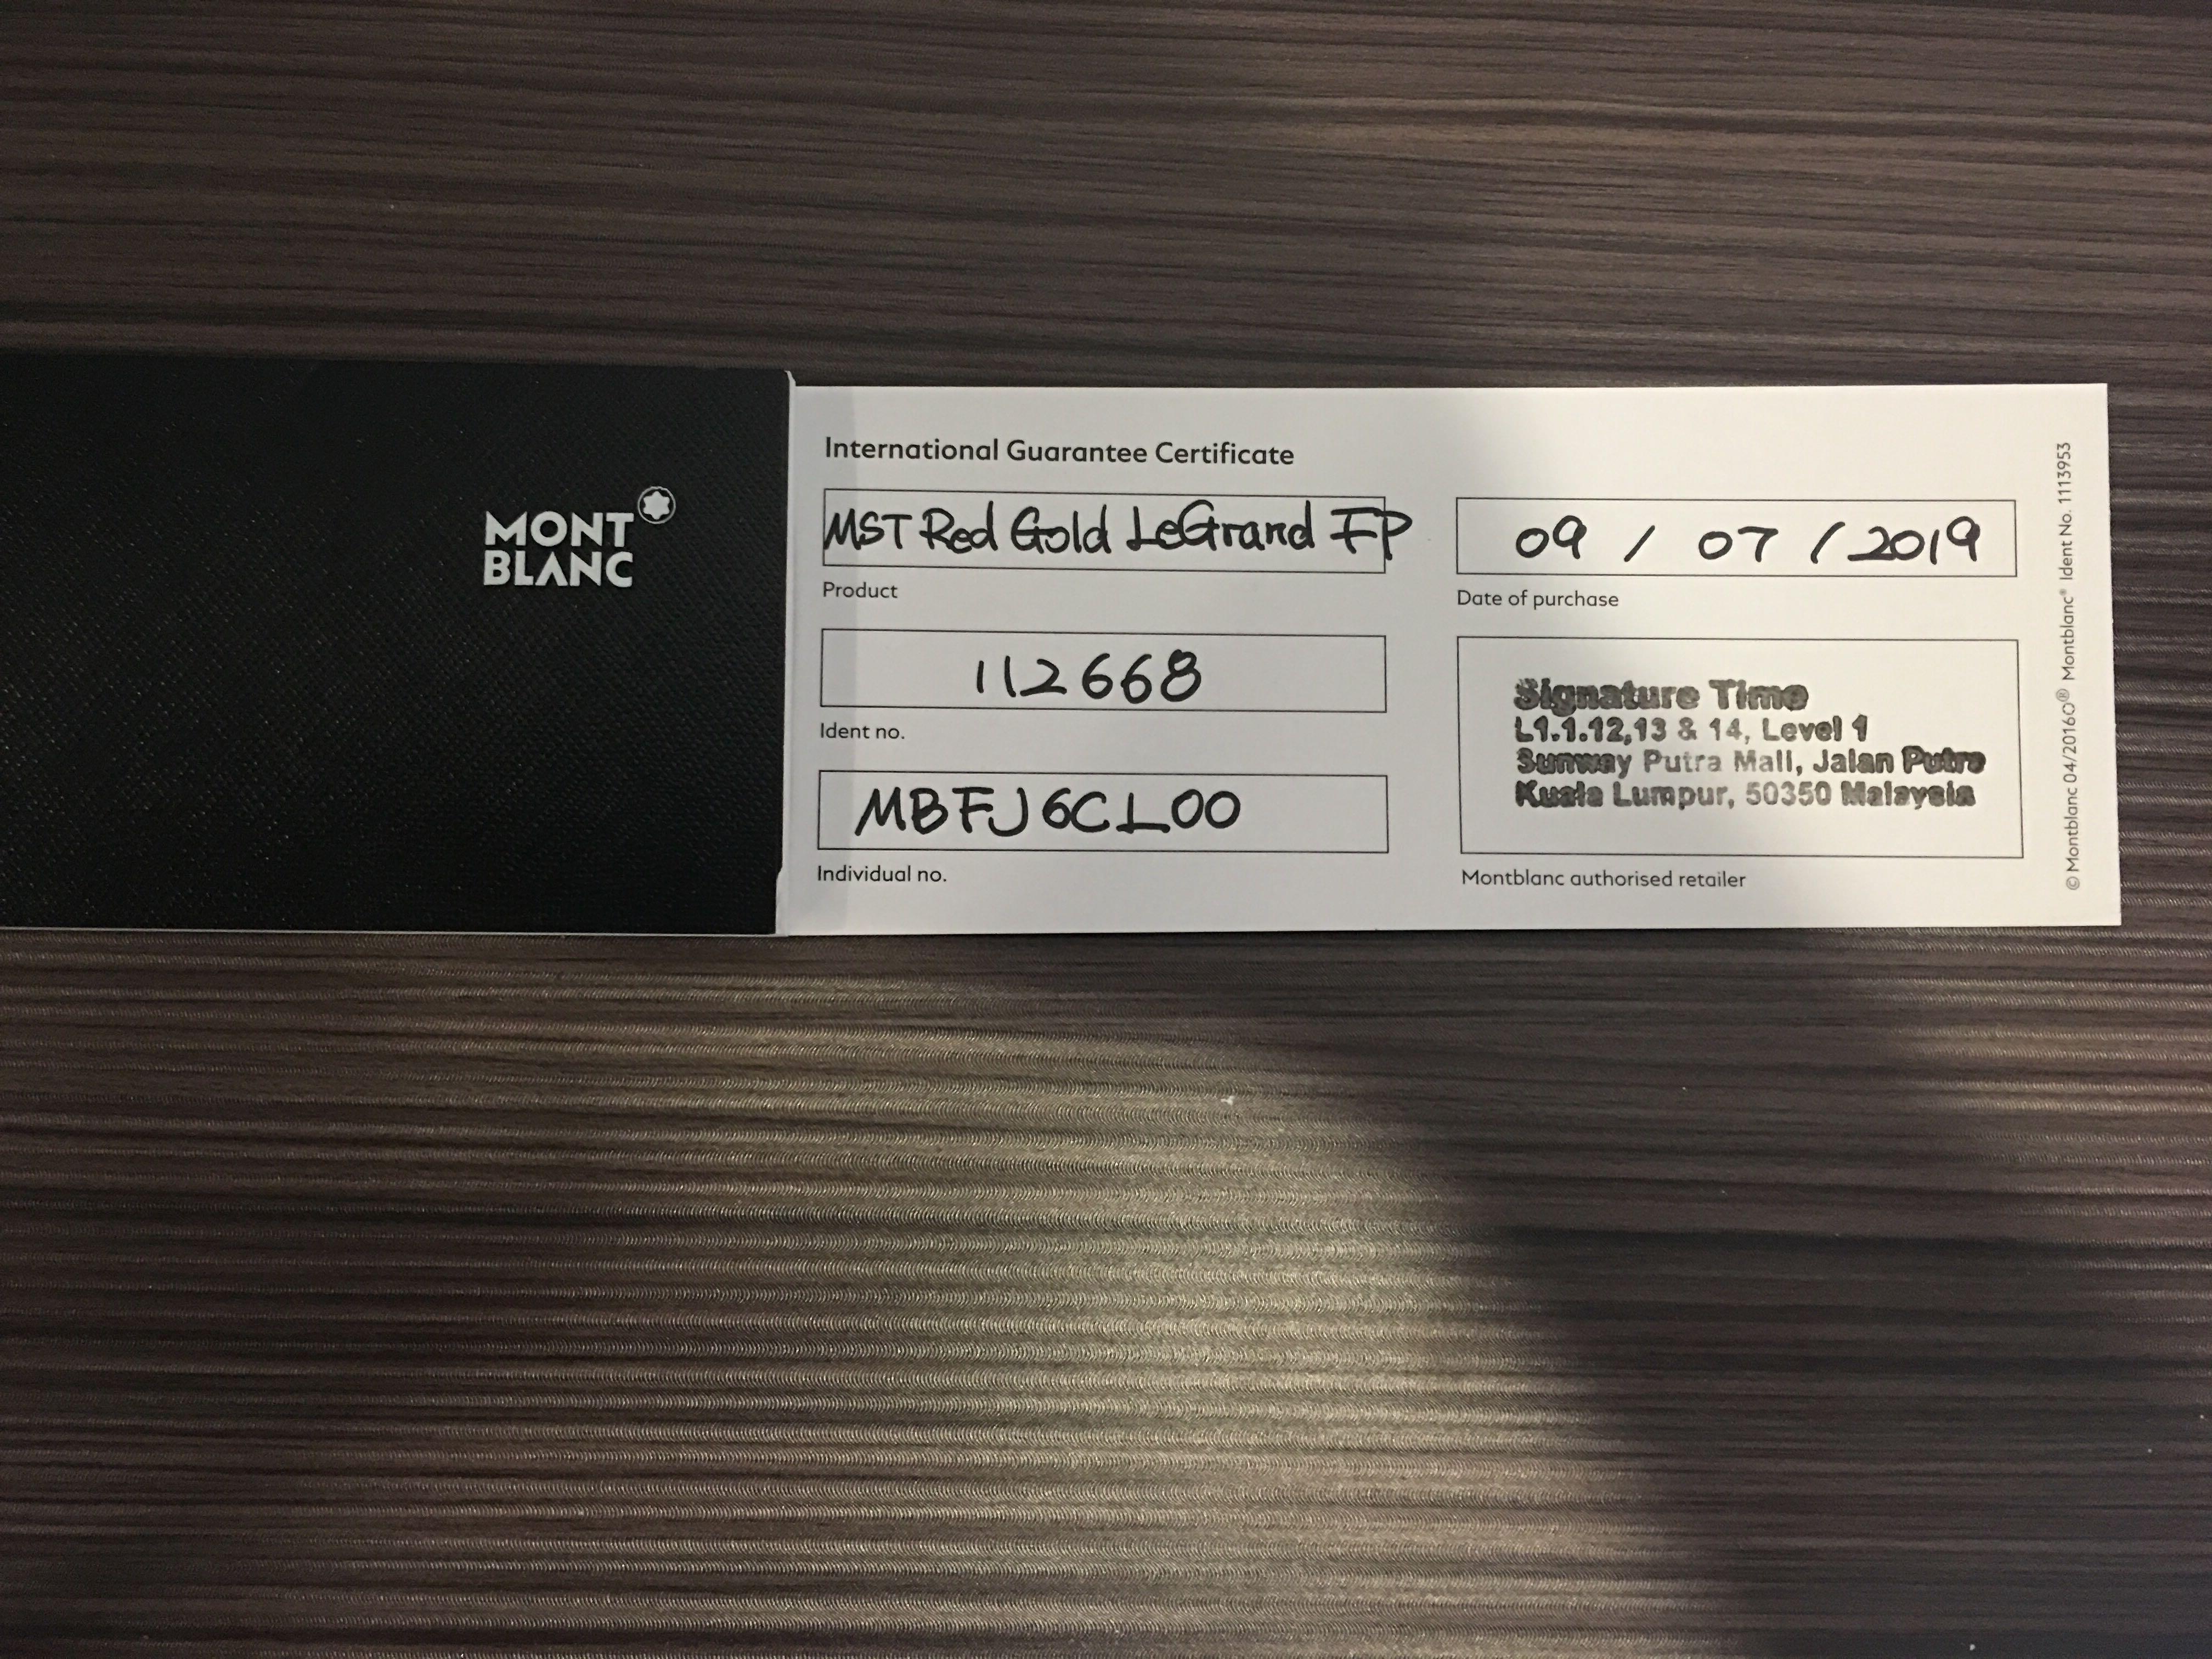 MONT
BLANC
International Guarantee Certificate
MST Red Gold LeGrand FP
Product
112668
Ident no.
MBFJ6CL00
Individual no.
09 / 07 / 2019
Date of purchase
Signature Time
L1.1.12,13 & 14, Level 1
Sunway Putra Mall, Jalan Putra
Kuala Lumpur, 50350 Malaysia
Montblanc authorised retailer
© Montblanc 04/2016O® Montblanc® Ident No. 1113953